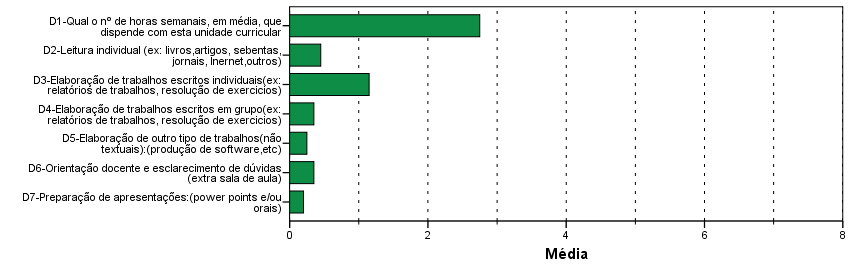 D1-Qual o nº de horas semanais, em média, que
dispende com esta unidade curricular
D2-Leitura individual (ex: livros,artigos, sebentas,
jornais, Inernet,outros)
D3-Elaboração de trabalhos escritos individuais(ex:
relatórios de trabalhos, resolução de exercicios)
D4-Elaboração de trabalhos escritos em grupo(ex:
relatórios de trabalhos, resolução de exercicios)
D5-Elaboração de outro tipo de trabalhos(não
textuais):(produção de software,etc)
D6-Orientação docente e esclarecimento de dúvidas
(extra sala de aula)
D7-Preparação de apresentações:(power points e/ou
orais)
0 2 4 6 8
Média